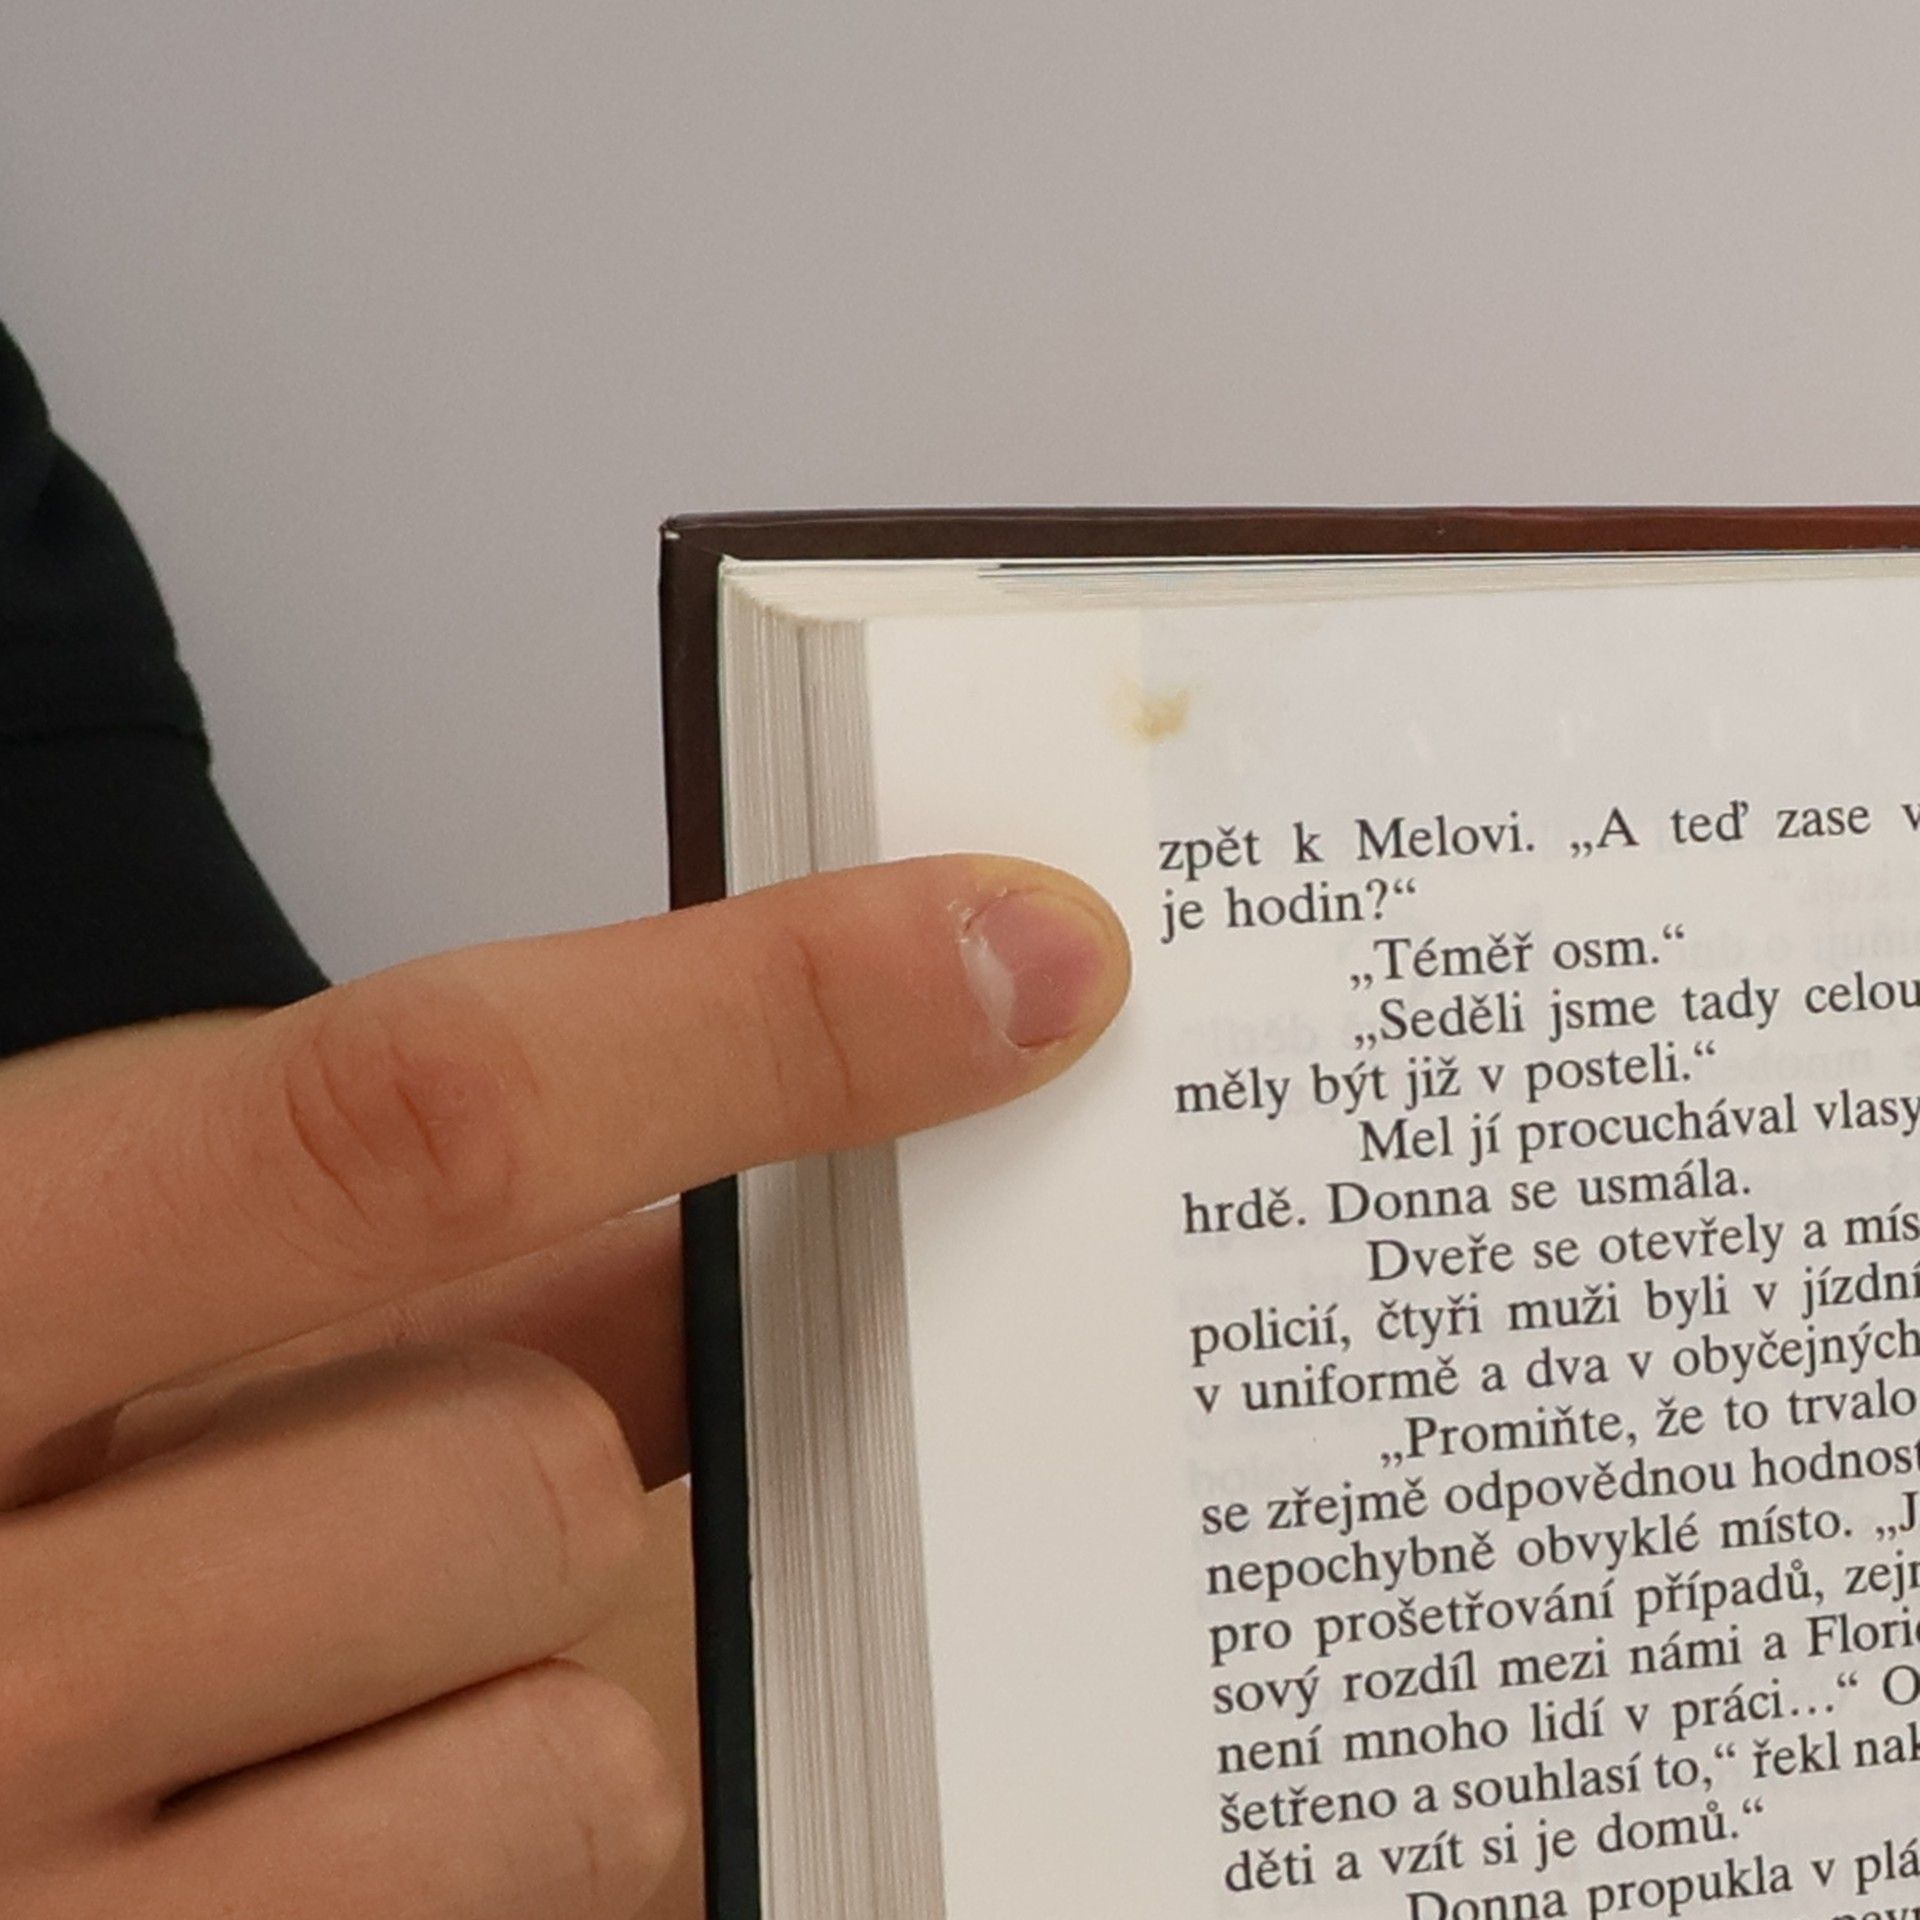 zpět k Melovi. „A teď zase
je hodin?“
„Téměř osm.“
„Seděli jsme tady celou
měly být již v posteli.“
Mel jí procuchával vlasy
hrdě. Donna se usmála.
Dveře se otevřely a mís
policií, čtyři muži byli v jízdní
v uniformě a dva v obyčejných
„Promiňte, že to trvalo
se zřejmě odpovědnou hodnost
nepochybně obvyklé místo. „J
pro prošetřování případů, zejm
sový rozdíl mezi námi a Floric
není mnoho lidí v práci...“ O
šetřeno a souhlasí to,“ řekl nak
děti a vzít si je domů.“
Donna propukla v plá